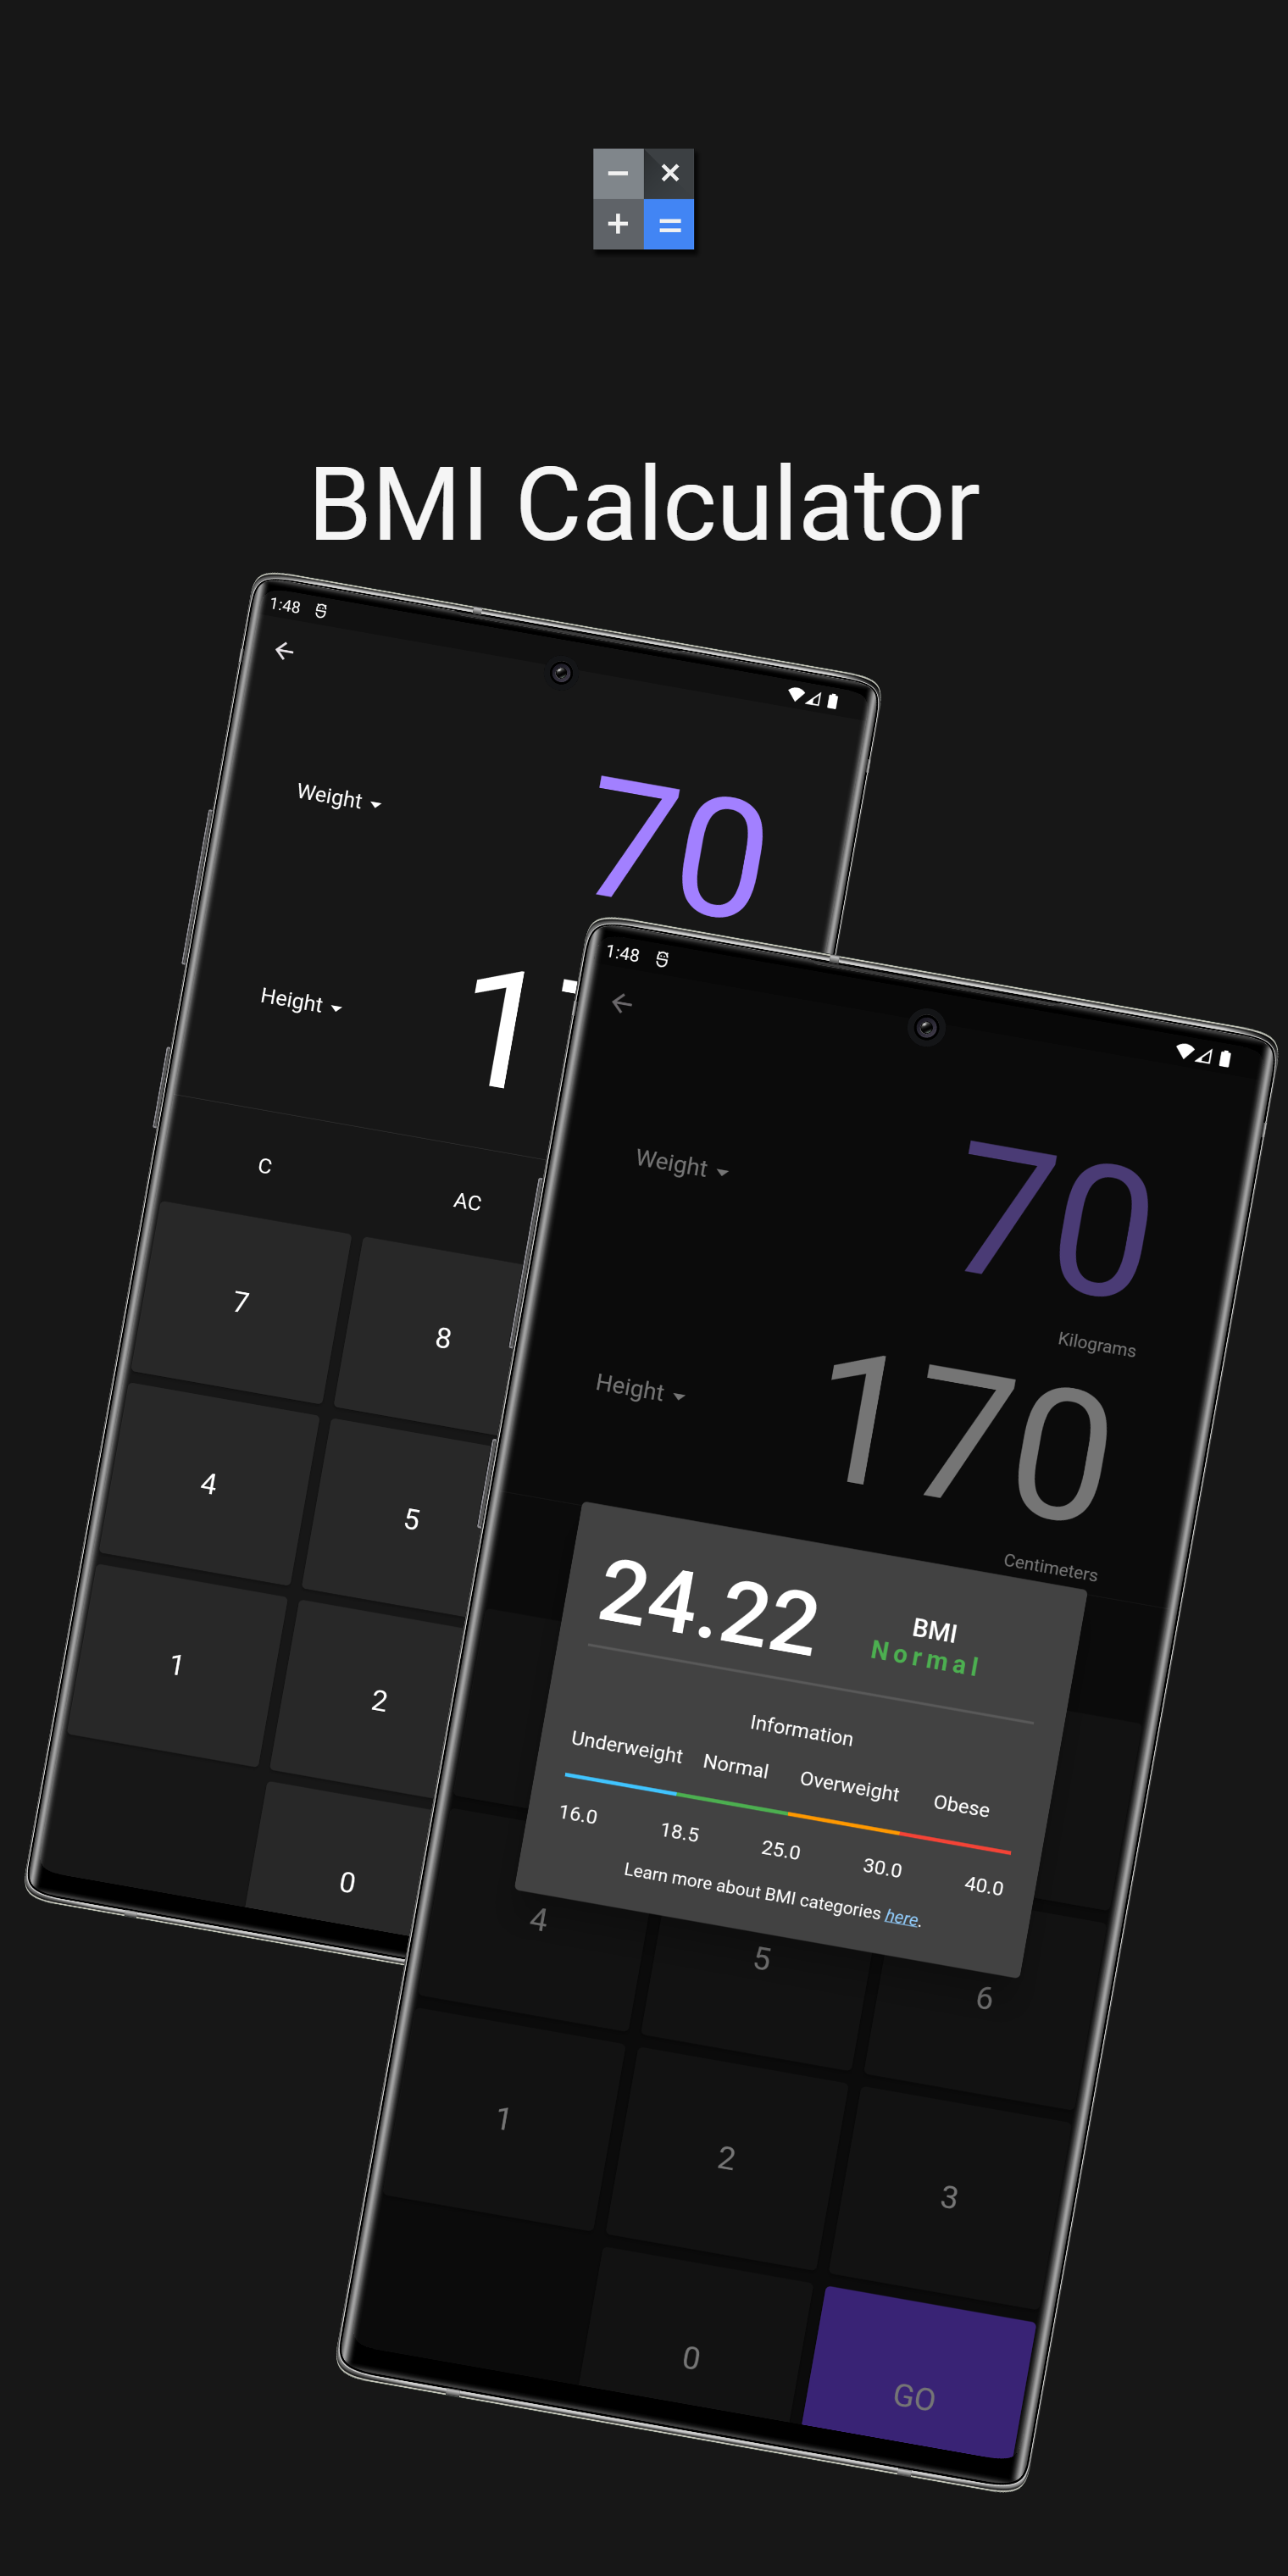 BMI Calculator
1:48
Weight
70
Height
1
C
AC
7
8
4
5
1
2
0
1:48
Weight
70
Kilograms
Height
170
Centimeters
24.22
BMI
Normal
Information
Underweight Normal Overweight Obese
16.0 18.5 25.0 30.0 40.0
Learn more about BMI categories here.
4
5
6
1
2
3
0
GO